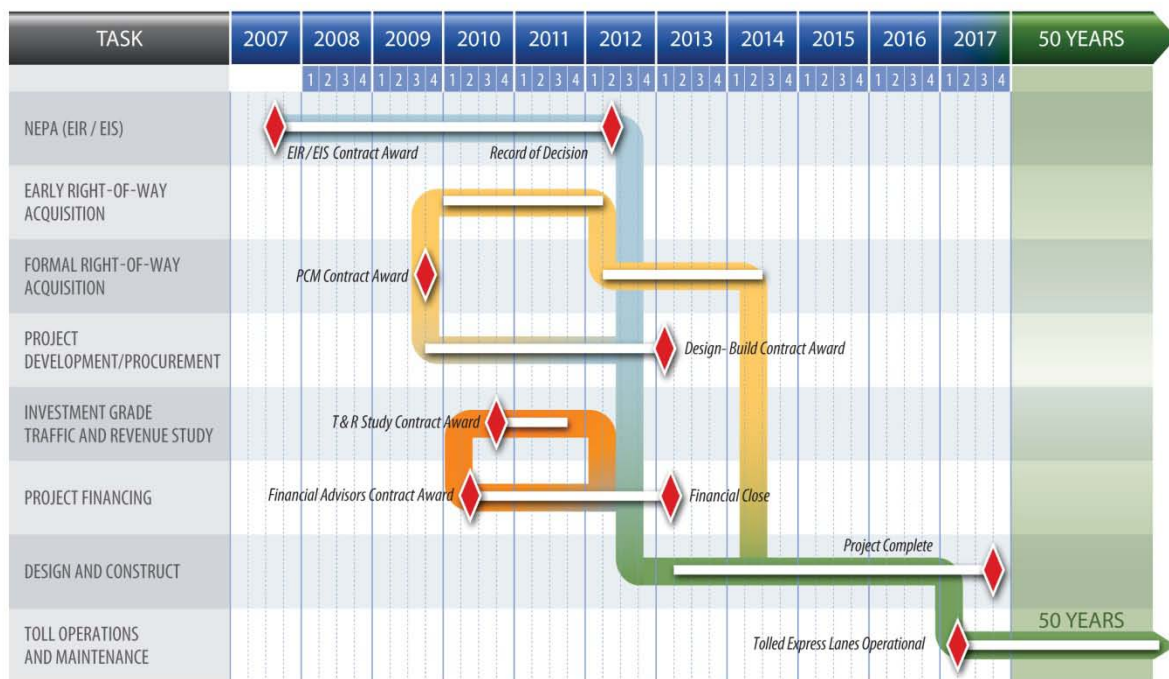 TASK 2007 2008 2009 2010 2011 2012 2013 2014 2015 2016 2017 50 YEARS
1 2 3 4 1 2 3 4 1 2 3 4 1 2 3 4 1 2 3 4 1 2 3 4 1 2 3 4 1 2 3 4 1 2 3 4 1 2 3 4
NEPA (EIR / EIS)
EIR/EIS Contract Award Record of Decision
EARLY RIGHT-OF-WAY
ACQUISITION
FORMAL RIGHT-OF-WAY
ACQUISITION
PCM Contract Award
PROJECT
DEVELOPMENT/PROCUREMENT
Design- Build Contract Award
INVESTMENT GRADE
TRAFFIC AND REVENUE STUDY
T & R Study Contract Award
PROJECT FINANCING
Financial Advisors Contract Award Financial Close
DESIGN AND CONSTRUCT
Project Complete
TOLL OPERATIONS
AND MAINTENANCE
Tolled Express Lanes Operational
50 YEARS